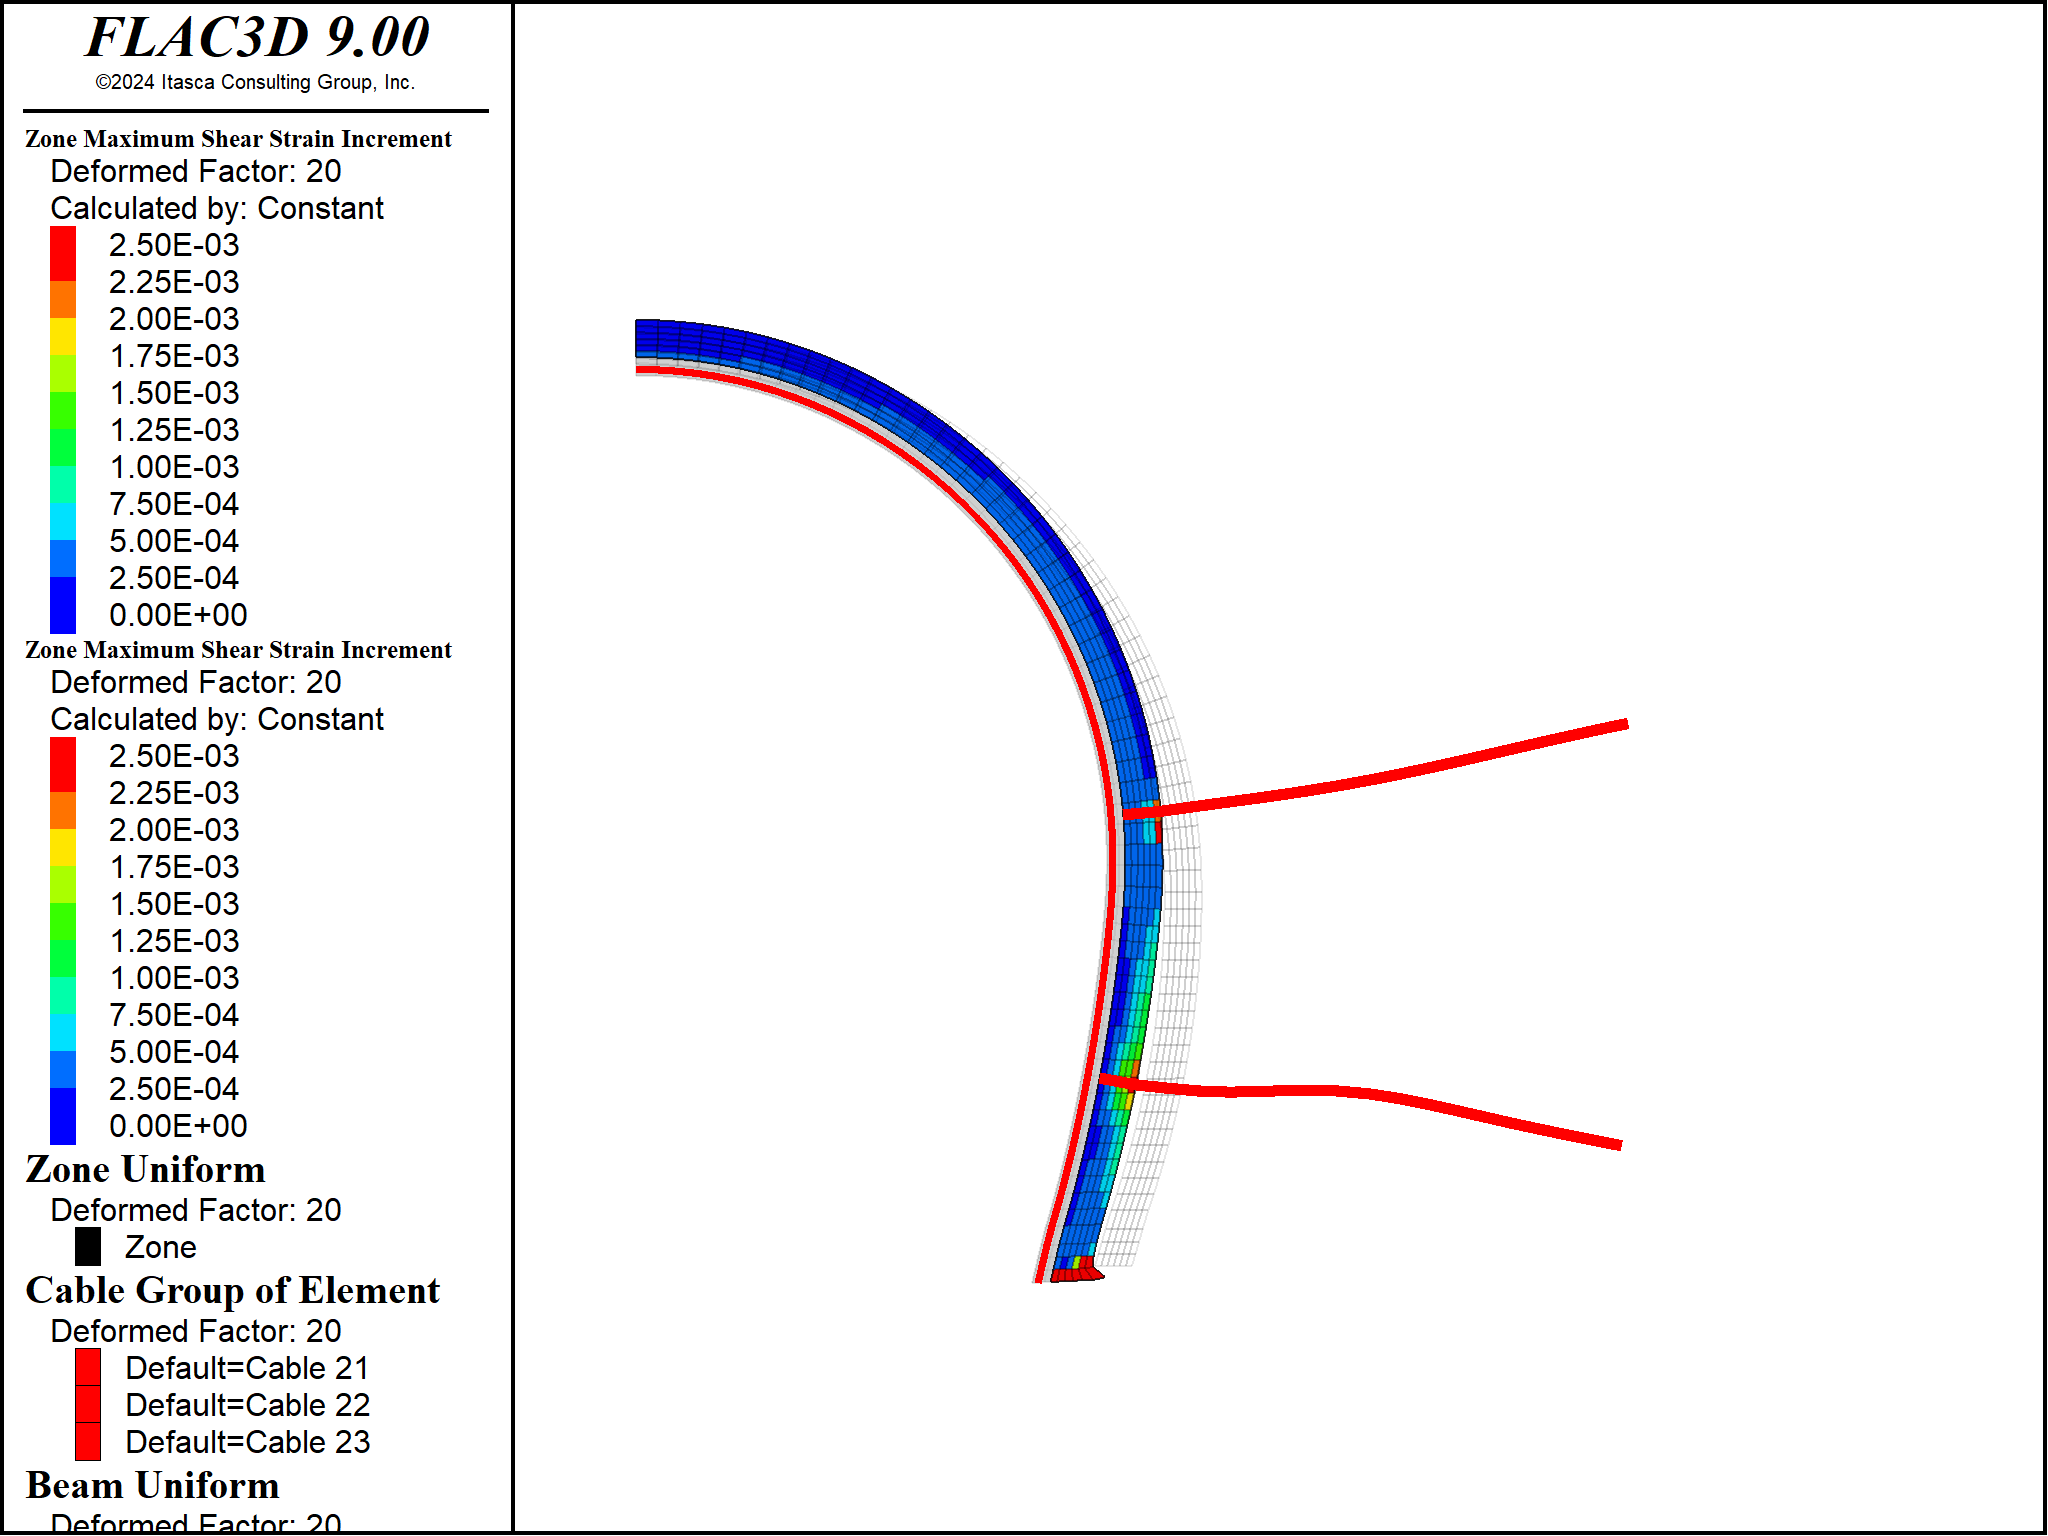 FLAC3D 9.00
©2024 Itasca Consulting Group, Inc.
Zone Maximum Shear Strain Increment
Deformed Factor: 20
Calculated by: Constant
2.50E-03
2.25E-03
2.00E-03
1.75E-03
1.50E-03
1.25E-03
1.00E-03
7.50E-04
5.00E-04
2.50E-04
0.00E+00
Zone Maximum Shear Strain Increment
Deformed Factor: 20
Calculated by: Constant
2.50E-03
2.25E-03
2.00E-03
1.75E-03
1.50E-03
1.25E-03
1.00E-03
7.50E-04
5.00E-04
2.50E-04
0.00E+00
Zone Uniform
Deformed Factor: 20
Zone
Cable Group of Element
Deformed Factor: 20
Default=Cable 21
Default=Cable 22
Default=Cable 23
Beam Uniform
Deformed Factor: 20